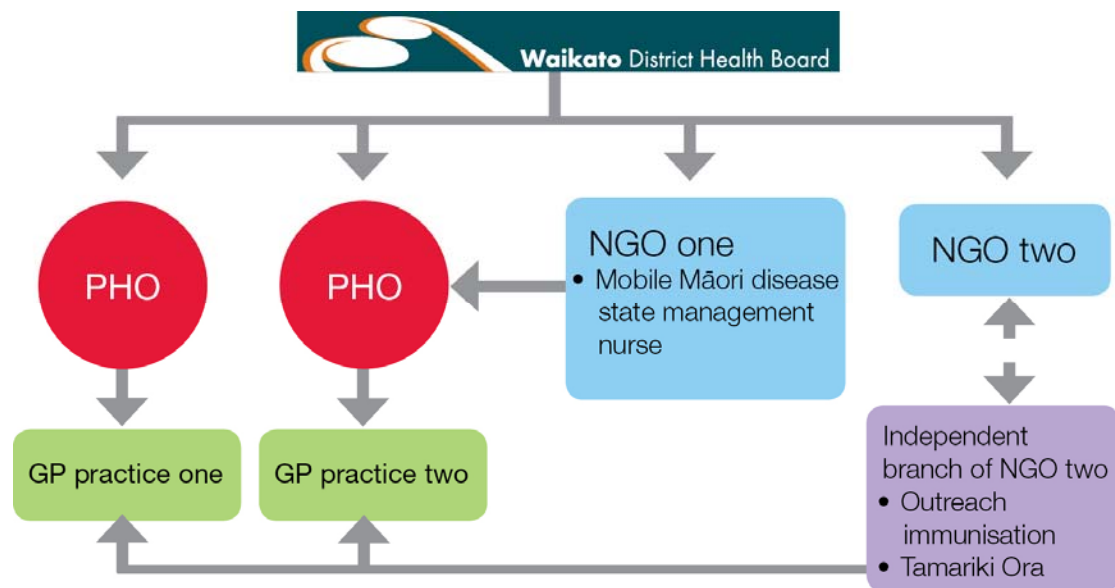 Waikato District Health Board
PHO
PHO
NGO one
• Mobile Māori disease
state management
nurse
NGO two
GP practice one
GP practice two
Independent
branch of NGO two
• Outreach
immunisation
• Tamariki Ora